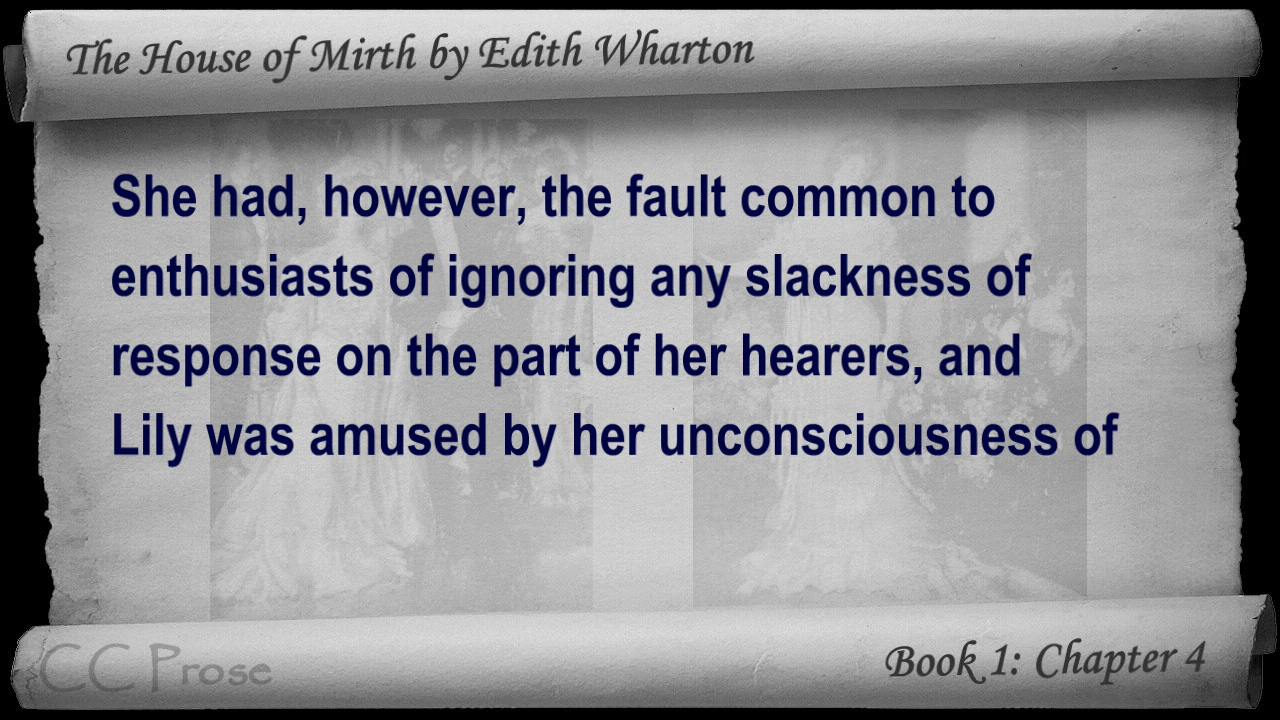 The House of Mirth by Edith Wharton
She had, however, the fault common to
enthusiasts of ignoring any slackness of
response on the part of her hearers, and
Lily was amused by her unconsciousness of
CC Prose
Book 1: Chapter 4